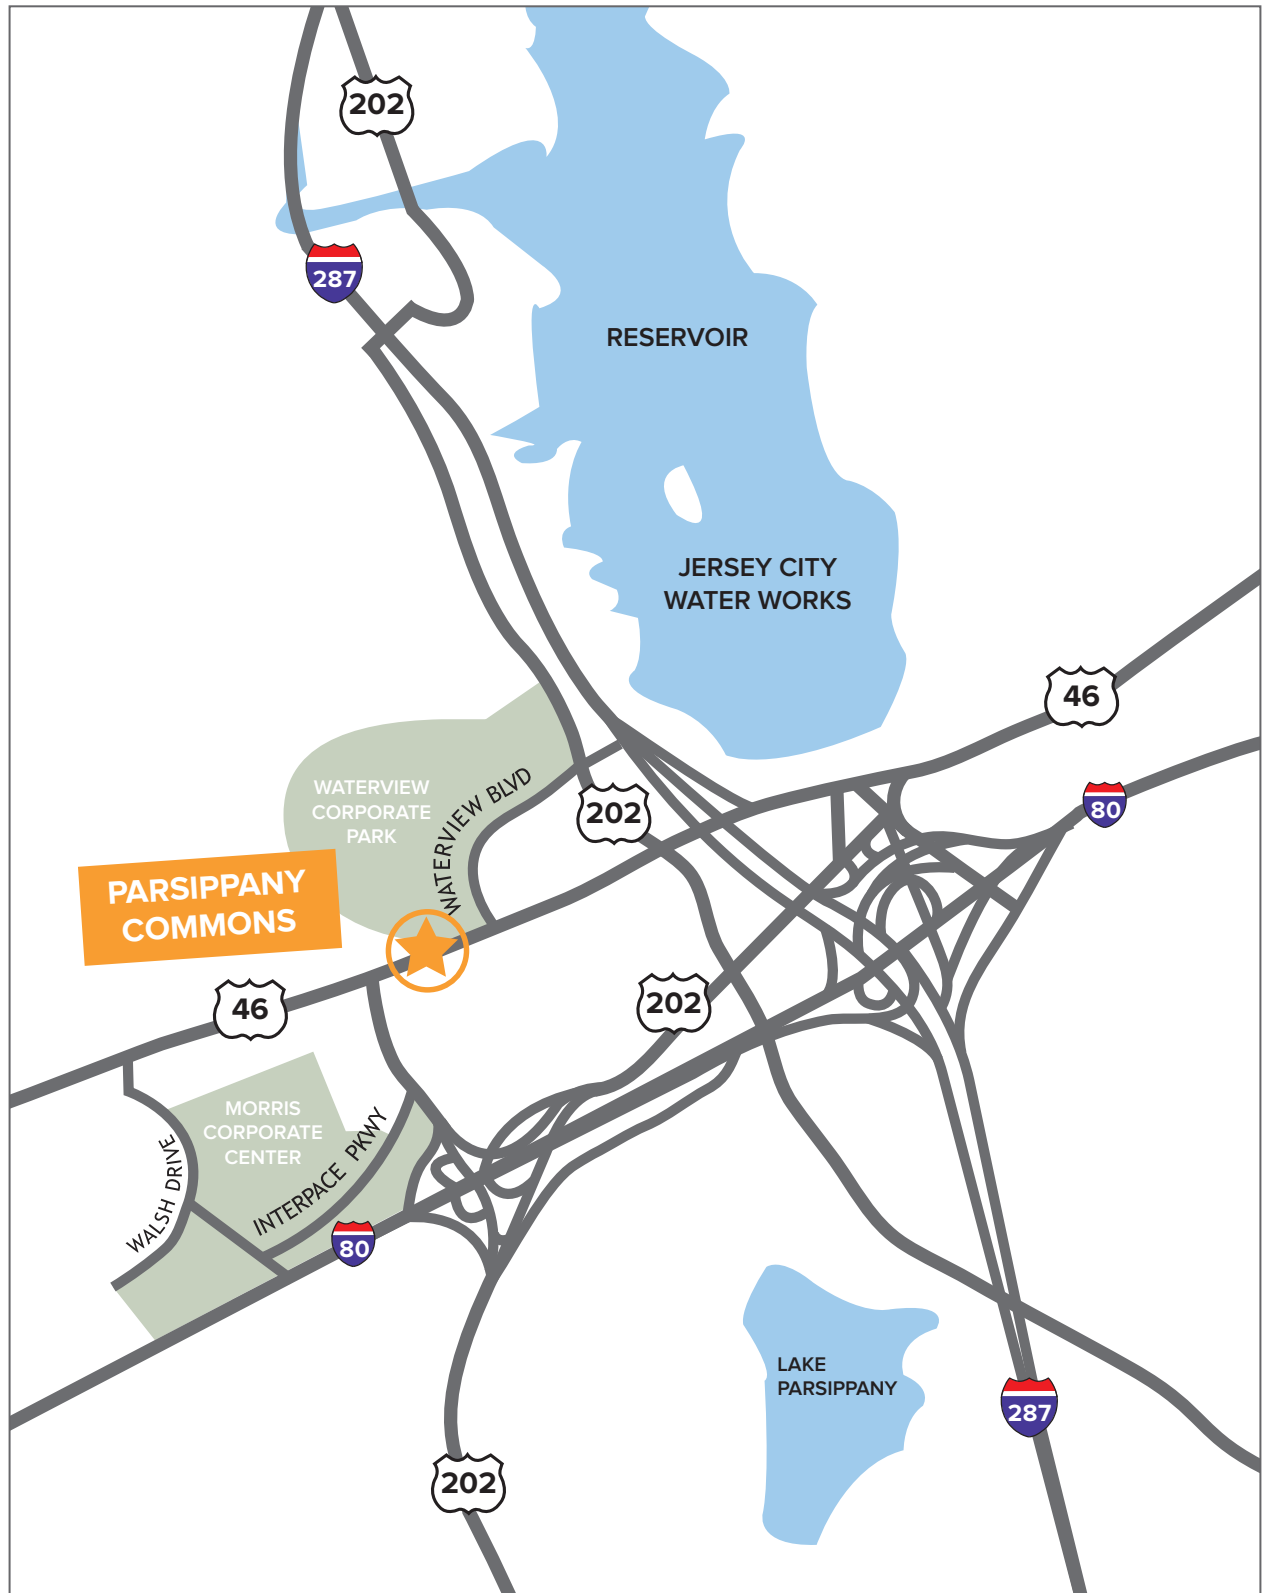 202
287
RESERVOIR
JERSEY CITY
WATER WORKS
46
WATERVIEW
CORPORATE
PARK
WATERVIEW BLVD
202
80
PARSIPPANY
COMMONS
46
202
MORRIS
CORPORATE
CENTER
INTERPACE PKWY
WALSH DRIVE
80
LAKE
PARSIPPANY
287
202